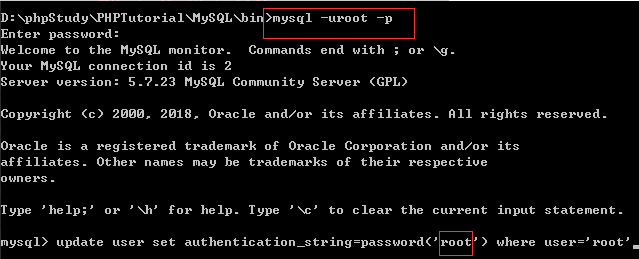 D:\phpStudy\PHPTutorial\MySQL\bin>mysql -uroot -p
Enter password:
Welcome to the MySQL monitor.  Commands end with ; or \g.
Your MySQL connection id is 2
Server version: 5.7.23 MySQL Community Server (GPL)
Copyright (c) 2000, 2018, Oracle and/or its affiliates. All rights reserved.
Oracle is a registered trademark of Oracle Corporation and/or its
affiliates. Other names may be trademarks of their respective
owners.
Type 'help;' or '\h' for help. Type '\c' to clear the current input statement.
mysql> update user set authentication_string=password('root') where user='root'